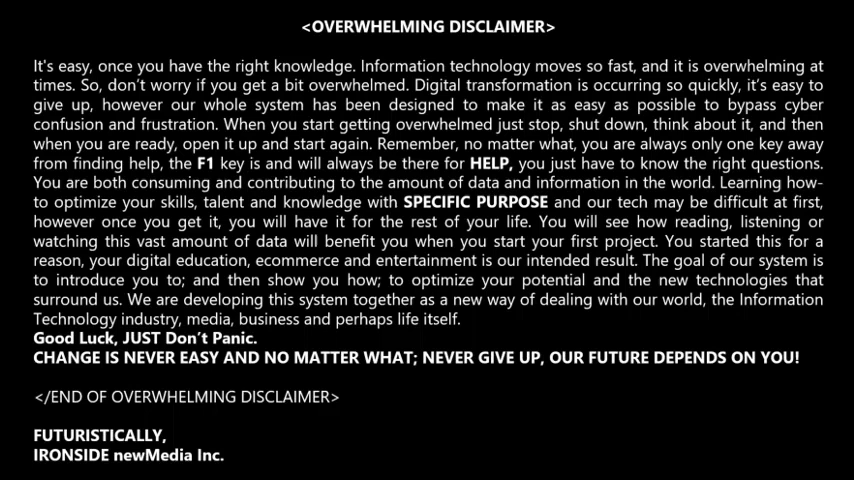 <OVERWHELMING DISCLAIMER>
It's easy, once you have the right knowledge. Information technology moves so fast, and it is overwhelming at
times. So, don't worry if you get a bit overwhelmed. Digital transformation is occurring so quickly, it's easy to
give up, however our whole system has been designed to make it as easy as possible to bypass cyber
confusion and frustration. When you start getting overwhelmed just stop, shut down, think about it, and then
when you are ready, open it up and start again. Remember, no matter what, you are always only one key away
from finding help, the F1 key is and will always be there for HELP, you just have to know the right questions.
You are both consuming and contributing to the amount of data and information in the world. Learning how-
to optimize your skills, talent and knowledge with SPECIFIC PURPOSE and our tech may be difficult at first,
however once you get it, you will have it for the rest of your life. You will see how reading, listening or
watching this vast amount of data will benefit you when you start your first project. You started this for a
reason, your digital education, ecommerce and entertainment is our intended result. The goal of our system is
to introduce you to; and then show you how; to optimize your potential and the new technologies that
surround us. We are developing this system together as a new way of dealing with our world, the Information
Technology industry, media, business and perhaps life itself.
Good Luck, JUST Don't Panic.
CHANGE IS NEVER EASY AND NO MATTER WHAT; NEVER GIVE UP, OUR FUTURE DEPENDS ON YOU!
</END OF OVERWHELMING DISCLAIMER>
FUTURISTICALLY,
IRONSIDE newMedia Inc.